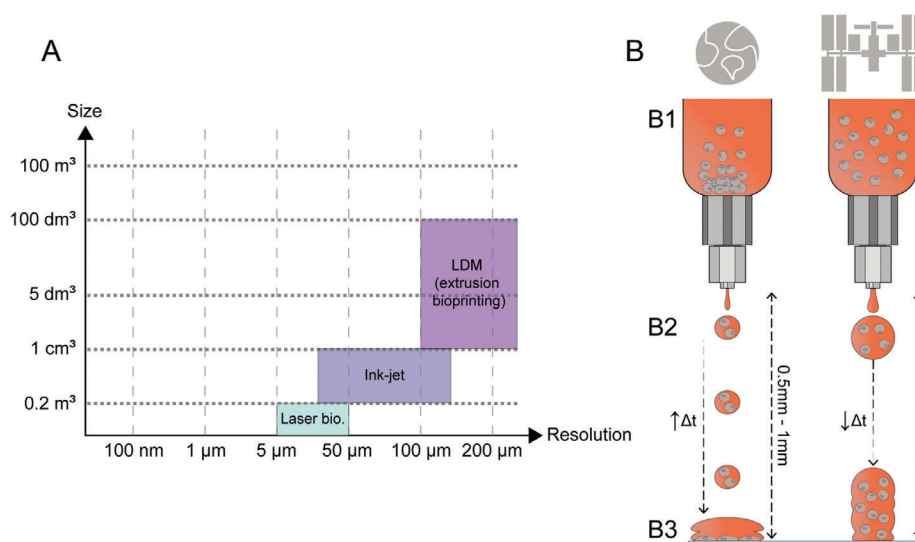 A
Size
100 m³
100 dm³
5 dm³
1 cm³
0.2 m³
LDM
(extrusion
bioprinting)
Ink-jet
Laser bio.
Resolution
100 nm
1 µm
5 µm
50 µm
100 µm
200 µm
B
B1
B2
B3
↑Δt
0.5mm - 1mm
↓Δt